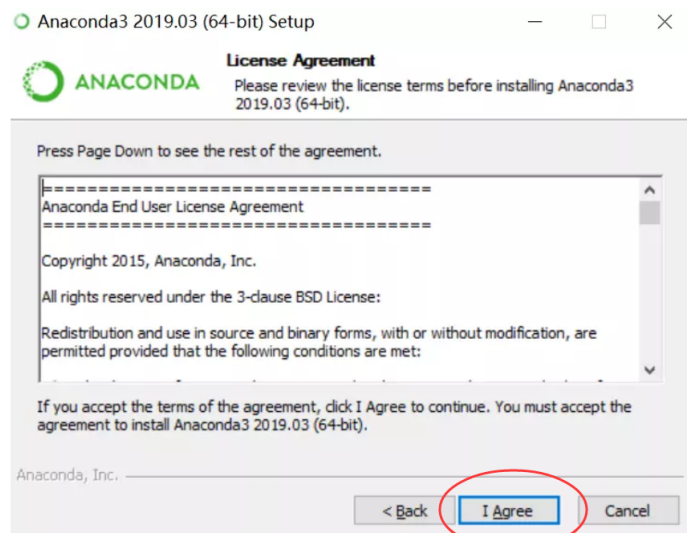 Anaconda3 2019.03 (64-bit) Setup
ANACONDA
License Agreement
Please review the license terms before installing Anaconda3
2019.03 (64-bit).
Press Page Down to see the rest of the agreement.
===================================
Anaconda End User License Agreement
===================================
Copyright 2015, Anaconda, Inc.
All rights reserved under the 3-clause BSD License:
Redistribution and use in source and binary forms, with or without modification, are
permitted provided that the following conditions are met:
If you accept the terms of the agreement, click I Agree to continue. You must accept the
agreement to install Anaconda3 2019.03 (64-bit).
Anaconda, Inc.
< Back
I Agree
Cancel